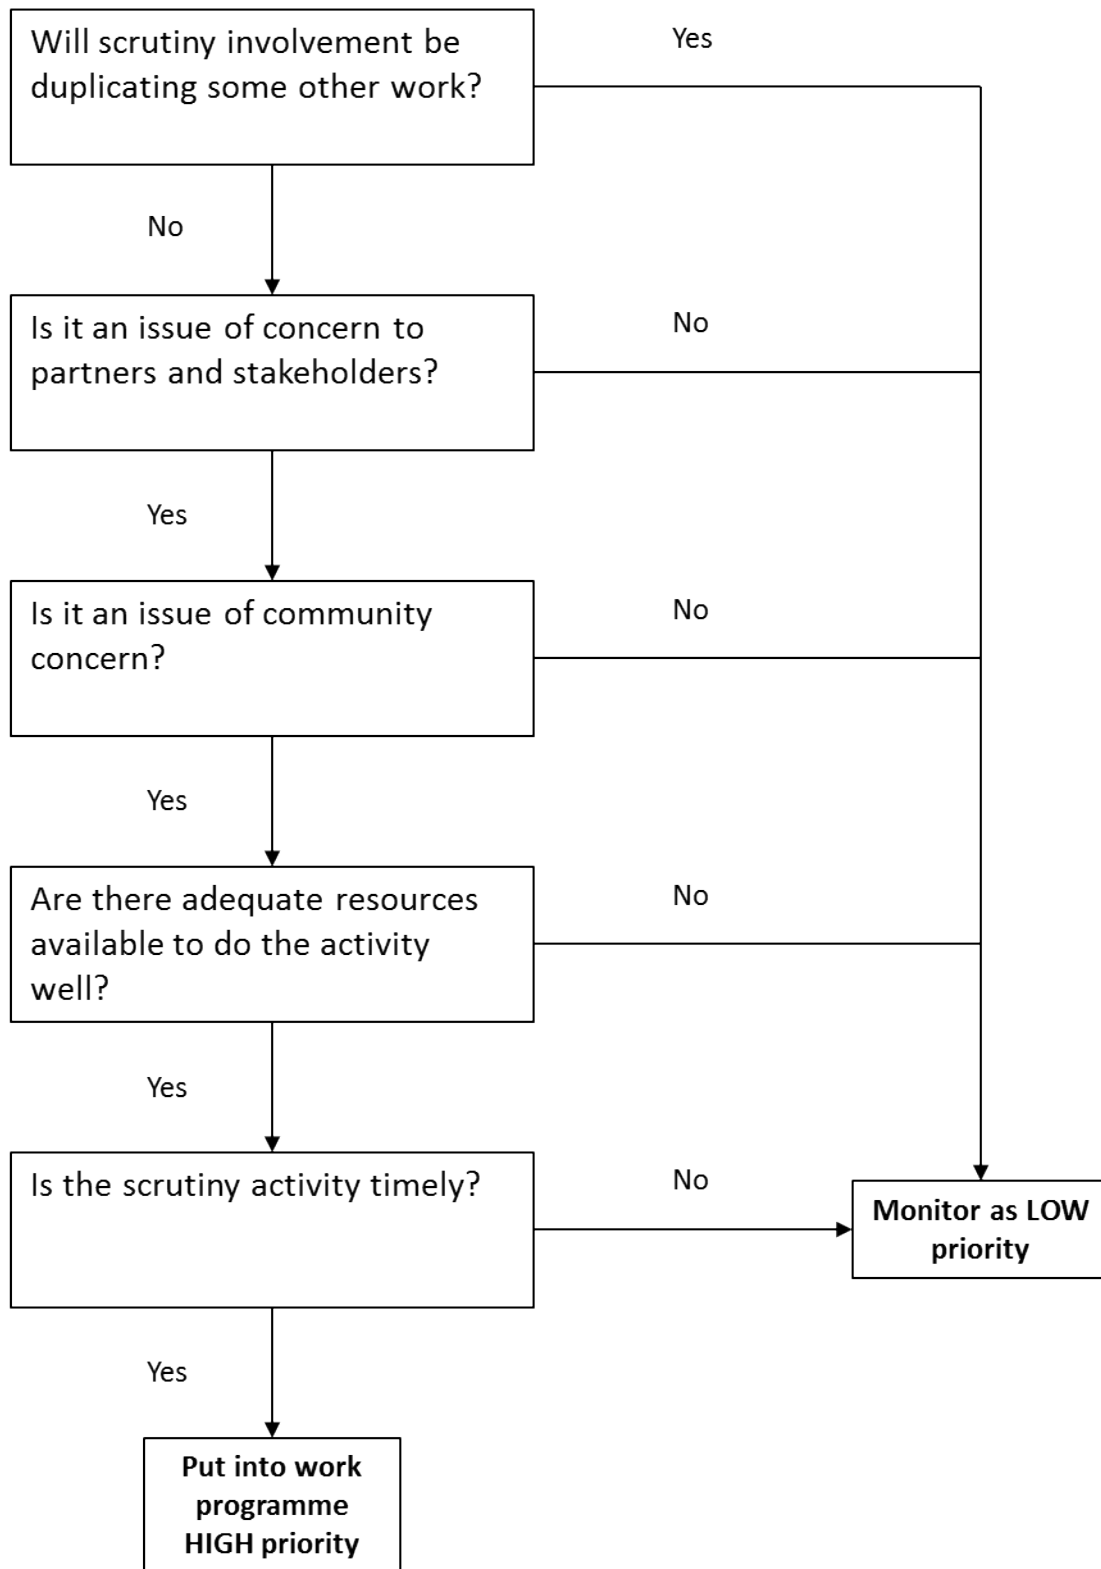 Will scrutiny involvement be
duplicating some other work?
Yes
No
Is it an issue of concern to
partners and stakeholders?
No
Yes
Is it an issue of community
concern?
No
Yes
Are there adequate resources
available to do the activity
well?
No
Yes
Is the scrutiny activity timely?
No
Monitor as LOW
priority
Yes
Put into work
programme
HIGH priority